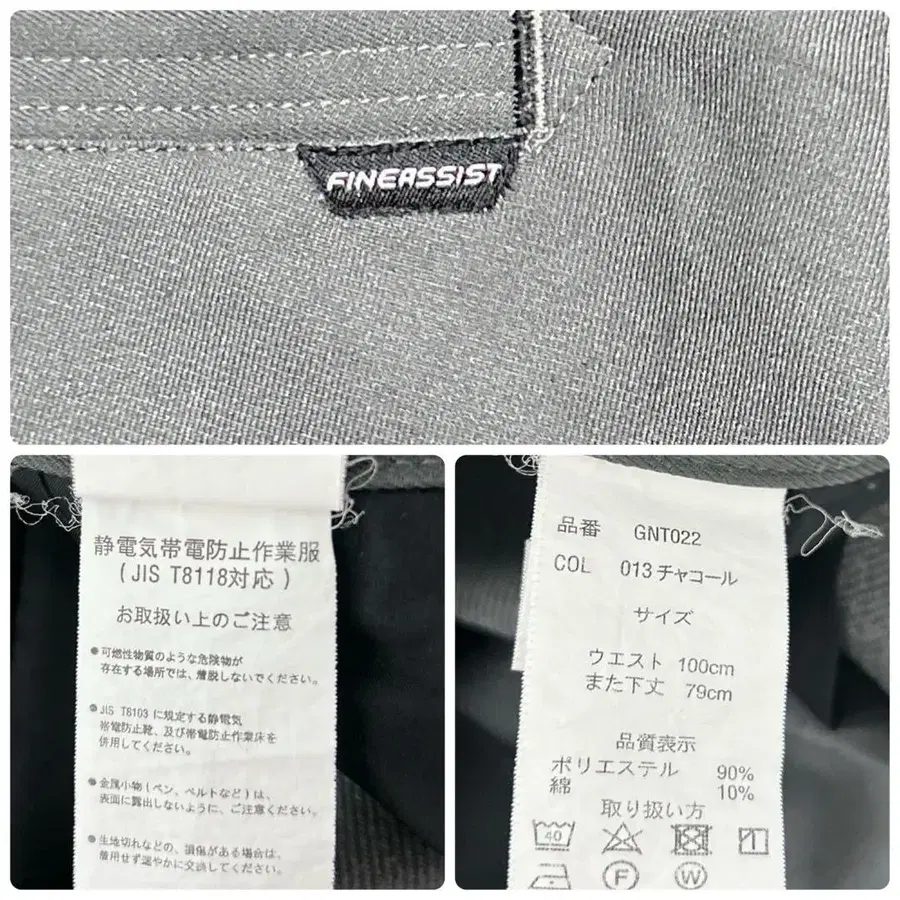 FINEASSIST
静電気帯電防止作業服
(JIS T8118対応)
お取扱い上のご注意
●可燃性物質のような危険物が
存在する場所では、着脱しないでください。
●JIS T8103 に規定する静電気
帯電防止靴、及び帯電防止作業床を
併用してください。
●金属小物(ペン、ベルトなど)は、
表面に露出しないように、ご注意ください。
●生地切れなどの、損傷がある場合は、
着用せず速やかに交換してください。
品番 GNT022
COL 013チャコール
サイズ
ウエスト 100cm
また下丈 79cm
品質表示
ポリエステル 90%
綿 10%
取り扱い方
40
F
W